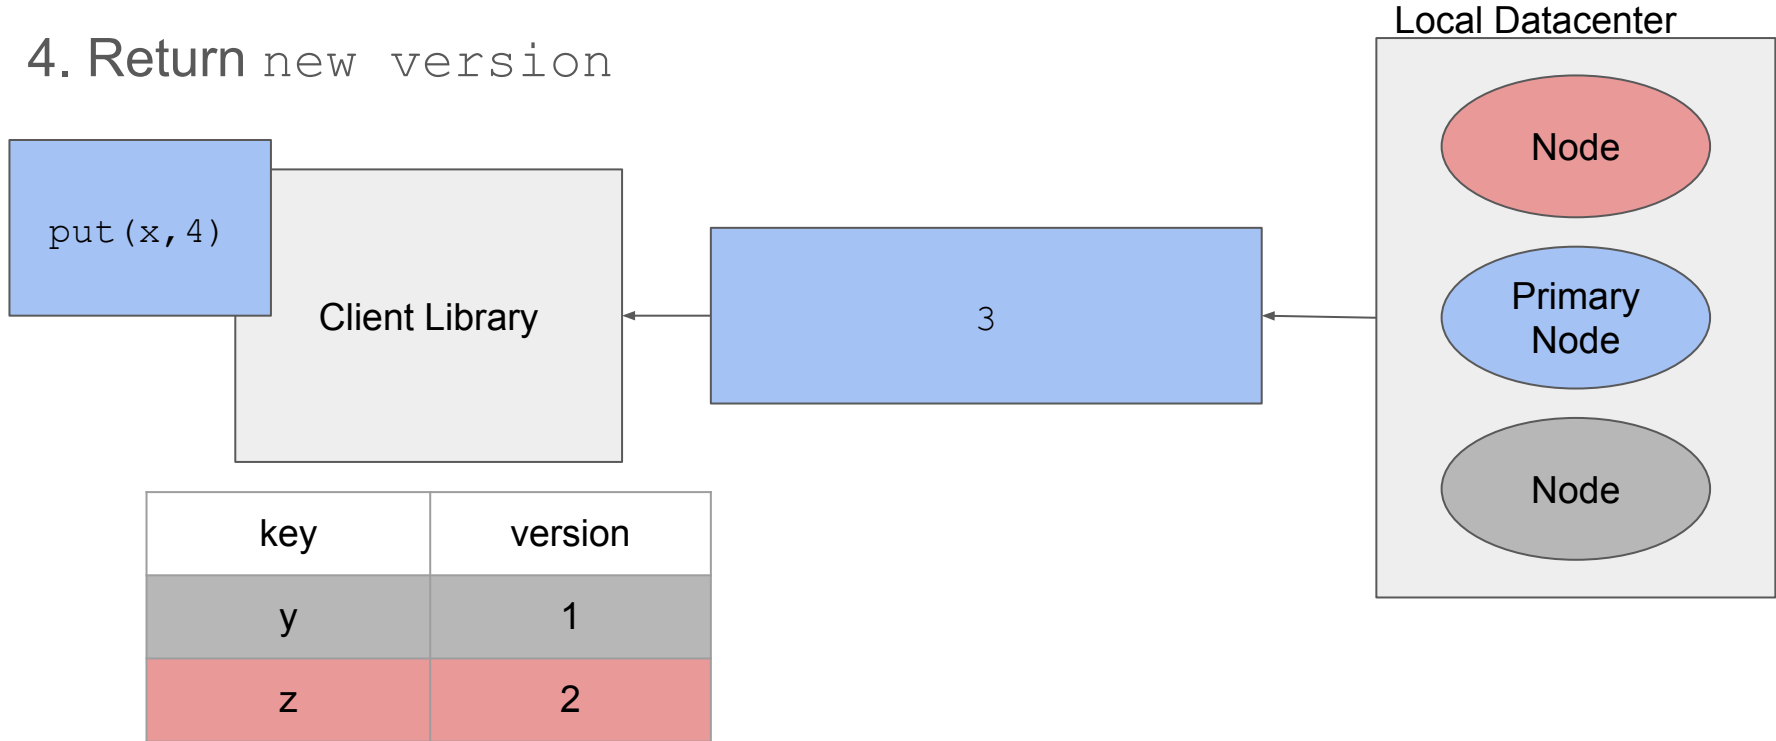 Local Datacenter
4. Return new version
Node
put(x,4)
Client Library
3
Primary
Node
Node
key version
y 1
z 2